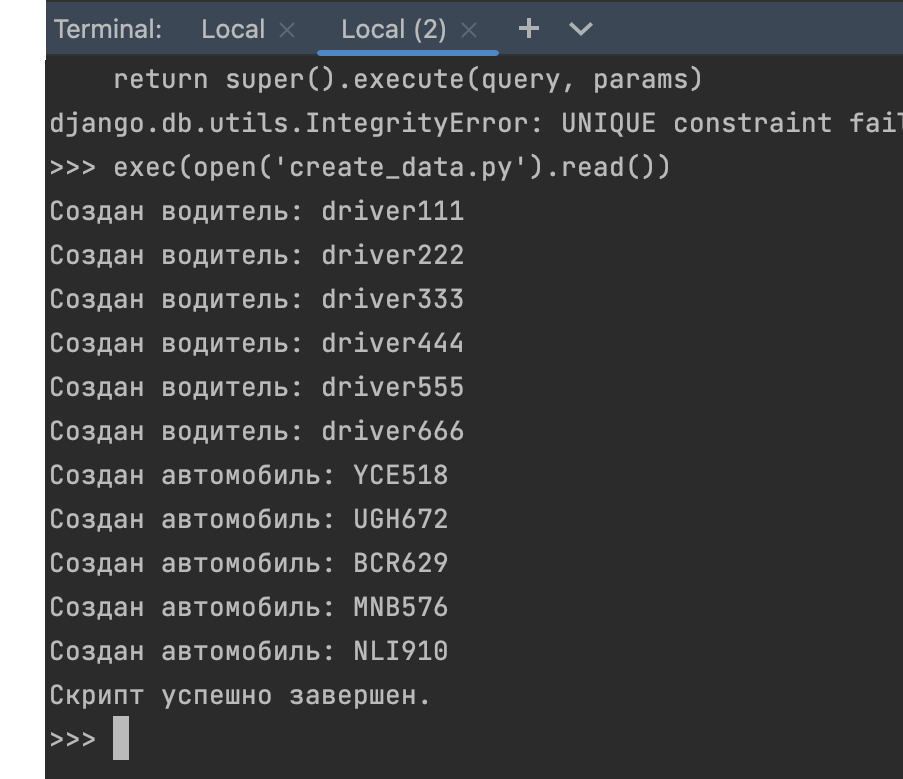 Terminal: Local × Local (2) × +
return super().execute(query, params)
django.db.utils.IntegrityError: UNIQUE constraint
>>> exec(open('create_data.py').read())
Создан водитель: driver111
Создан водитель: driver222
Создан водитель: driver333
Создан водитель: driver444
Создан водитель: driver555
Создан водитель: driver666
Создан автомобиль: YCE518
Создан автомобиль: UGH672
Создан автомобиль: BCR629
Создан автомобиль: MNB576
Создан автомобиль: NLI910
Скрипт успешно завершен.
>>>